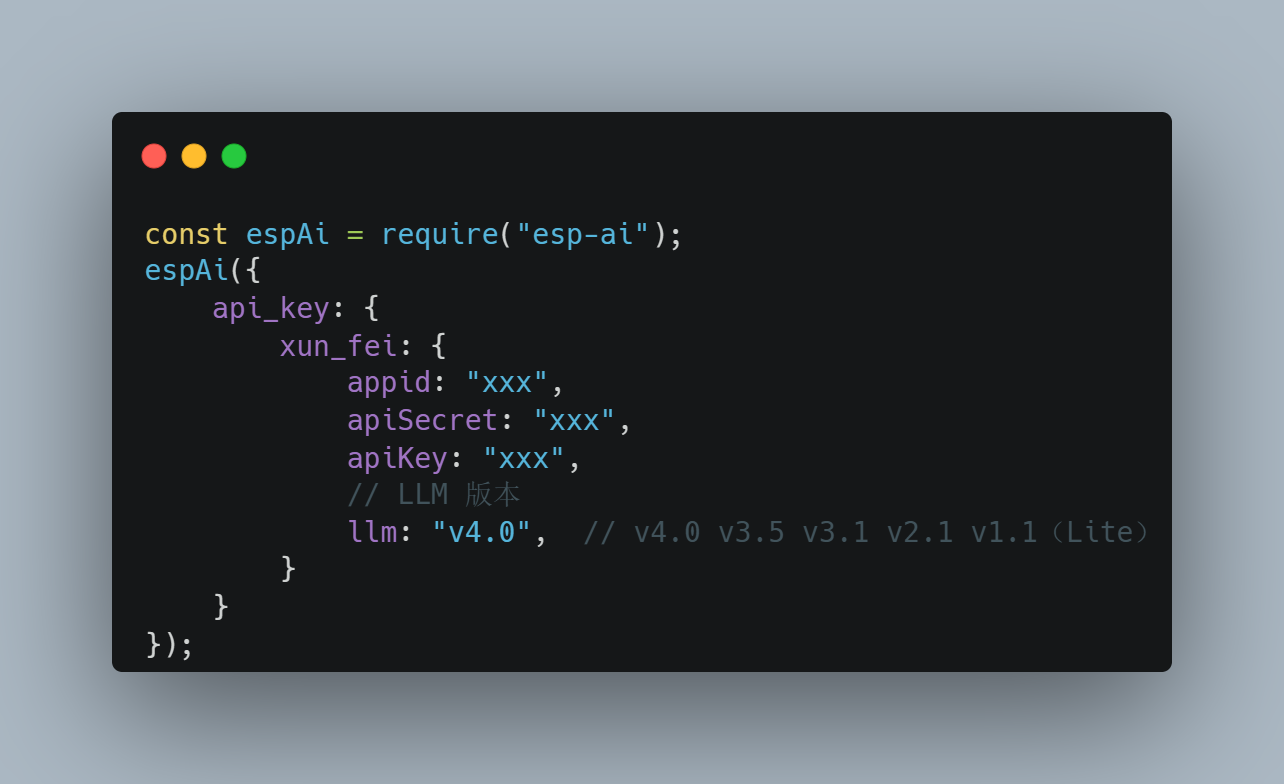 const espAi = require("esp-ai");
espAi({
    api_key: {
        xun_fei: {
            appid: "xxx",
            apiSecret: "xxx",
            apiKey: "xxx",
            // LLM 版本
            llm: "v4.0",  // v4.0 v3.5 v3.1 v2.1 v1.1（Lite）
        }
    }
});